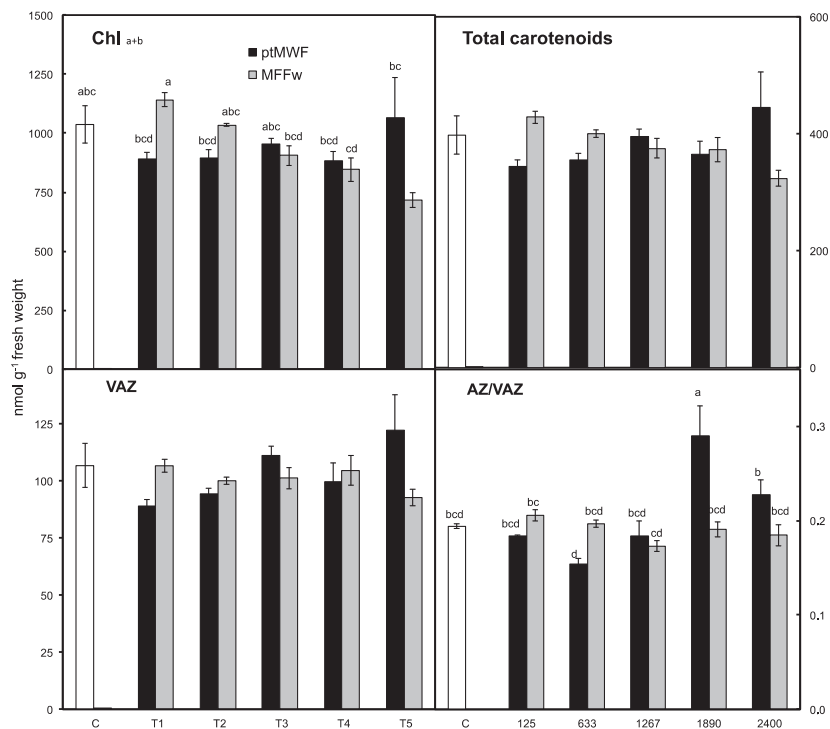 1500
1250
1000
750
500
250
0
Chl a+b
ptMWF
MFFw
abc
bcd
a
bcd
abc
abc
bcd
bcd
cd
bc
Total carotenoids
600
400
200
0
nmol g-1 fresh weight
VAZ
125
100
75
50
25
0
C T1 T2 T3 T4 T5
AZ/VAZ
bcd
bcd
bc
d
bcd
bcd
cd
a
bcd
b
bcd
0.3
0.2
0.1
0.0
C 125 633 1267 1890 2400